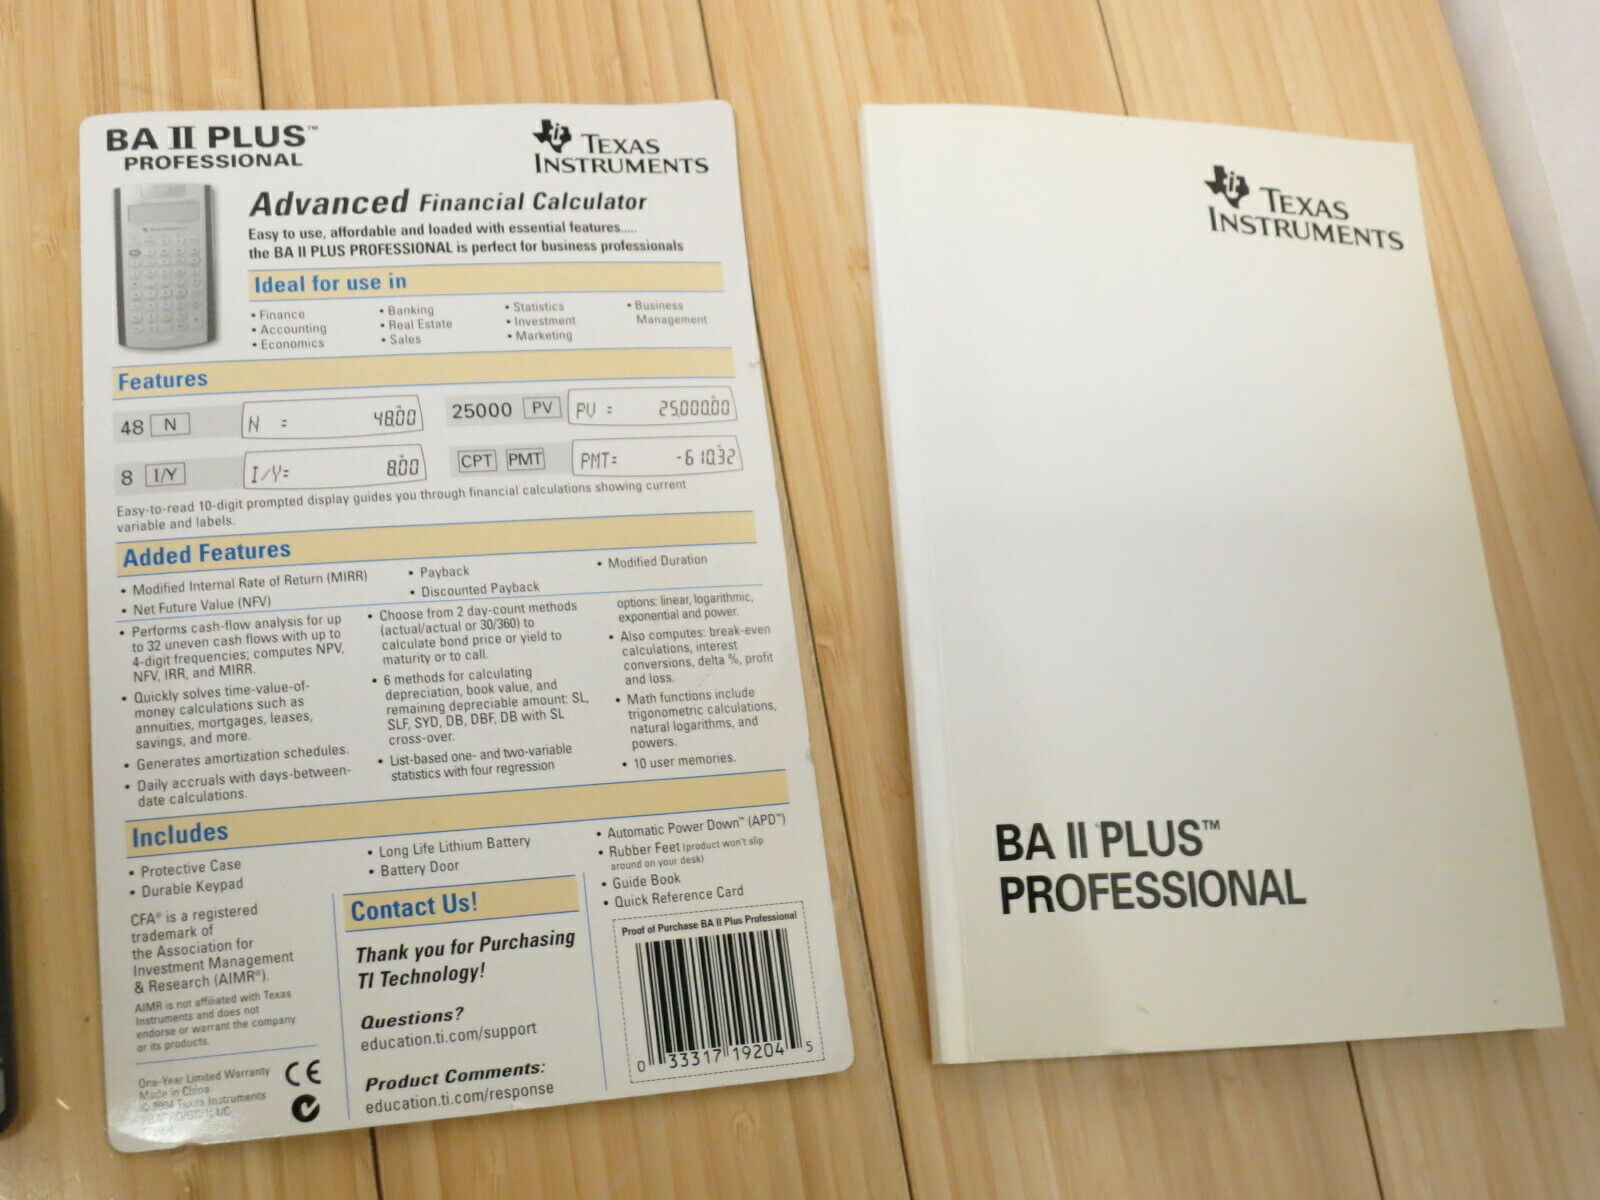 BA II PLUS™
PROFESSIONAL
TEXAS
INSTRUMENTS
Advanced Financial Calculator
Easy to use, affordable and loaded with essential features.....
the BA II PLUS PROFESSIONAL is perfect for business professionals
Ideal for use in
• Finance
• Accounting
• Economics
• Banking
• Real Estate
• Sales
• Statistics
• Investment
• Marketing
• Business
Management
Features
48 N
N = 48.00
25000 PV
PV = 25,000.00
8 I/Y
I/Y= 8.00
CPT PMT
PMT= -610.32
Easy-to-read 10-digit prompted display guides you through financial calculations showing current
variable and labels.
Added Features
• Modified Internal Rate of Return (MIRR)
• Net Future Value (NFV)
• Payback
• Discounted Payback
• Modified Duration
• Performs cash-flow analysis for up
to 32 uneven cash flows with up to
4-digit frequencies; computes NPV,
NFV, IRR, and MIRR.
• Quickly solves time-value-of-
money calculations such as
annuities, mortgages, leases,
savings, and more.
• Generates amortization schedules.
• Daily accruals with days-between-
date calculations.
• Choose from 2 day-count methods
(actual/actual or 30/360) to
calculate bond price or yield to
maturity or to call.
• 6 methods for calculating
depreciation, book value, and
remaining depreciable amount: SL,
SLF, SYD, DB, DBF, DB with SL
cross-over.
• List-based one- and two-variable
statistics with four regression
options: linear, logarithmic,
exponential and power.
• Also computes: break-even
calculations, interest
conversions, delta %, profit
and loss.
• Math functions include
trigonometric calculations,
natural logarithms, and
powers.
• 10 user memories.
Includes
• Protective Case
• Durable Keypad
• Long Life Lithium Battery
• Battery Door
• Automatic Power Down™ (APD™)
• Rubber Feet (product won't slip
around on your desk)
• Guide Book
• Quick Reference Card
CFA® is a registered
trademark of
the Association for
Investment Management
& Research (AIMR®).
AIMR is not affiliated with Texas
Instruments and does not
endorse or warrant the company
or its products.
One-Year Limited Warranty
Made in China
© 2004 Texas Instruments
CE
Contact Us!
Thank you for Purchasing
TI Technology!
Questions?
education.ti.com/support
Product Comments:
education.ti.com/response
Proof of Purchase BA II Plus Professional
0 33317 19204 5
TEXAS
INSTRUMENTS
BA II PLUS™
PROFESSIONAL